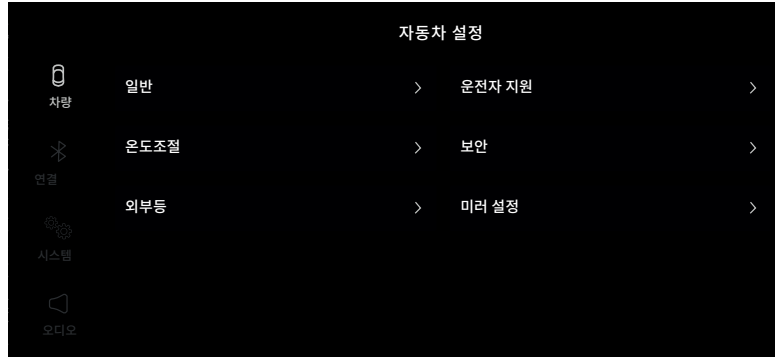 자동차 설정
차량
연결
시스템
오디오
일반
운전자 지원
온도조절
보안
외부등
미러 설정